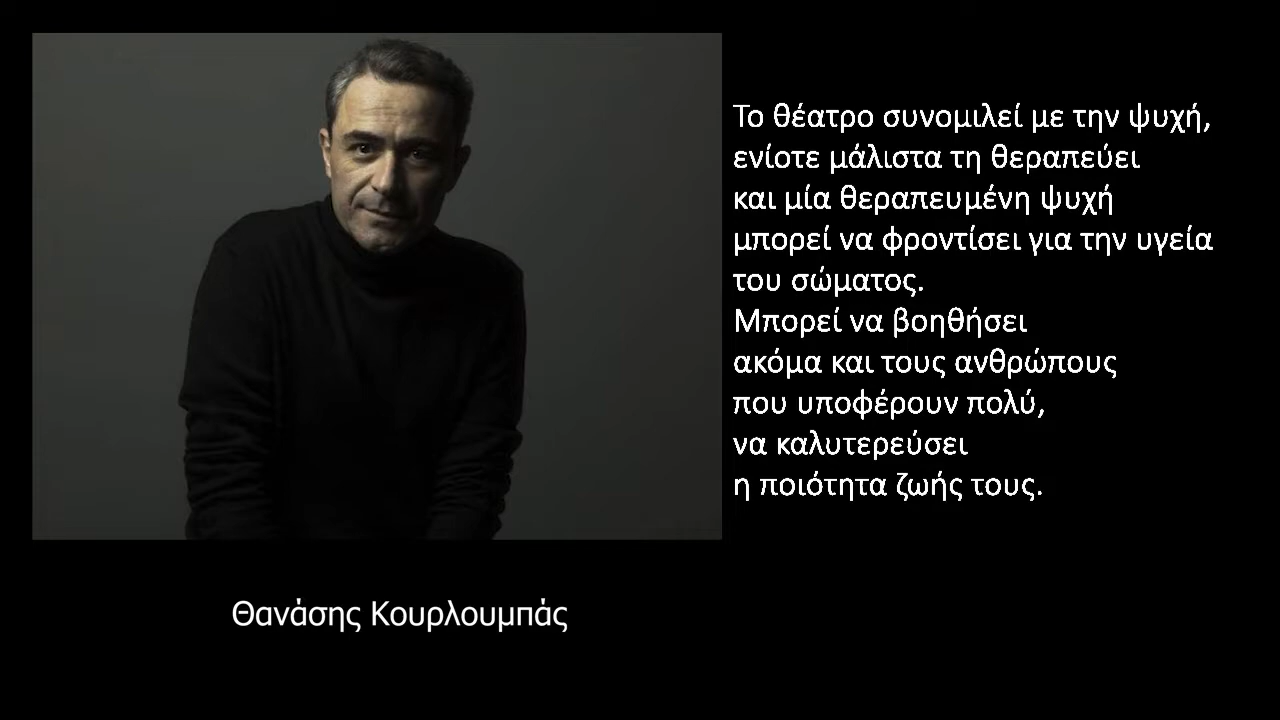 Το θέατρο συνομιλεί με την ψυχή,
ενίοτε μάλιστα τη θεραπεύει
και μία θεραπευμένη ψυχή
μπορεί να φροντίσει για την υγεία
του σώματος.
Μπορεί να βοηθήσει
ακόμα και τους ανθρώπους
που υποφέρουν πολύ,
να καλυτερεύσει
η ποιότητα ζωής τους.
Θανάσης Κουρλουμπάς